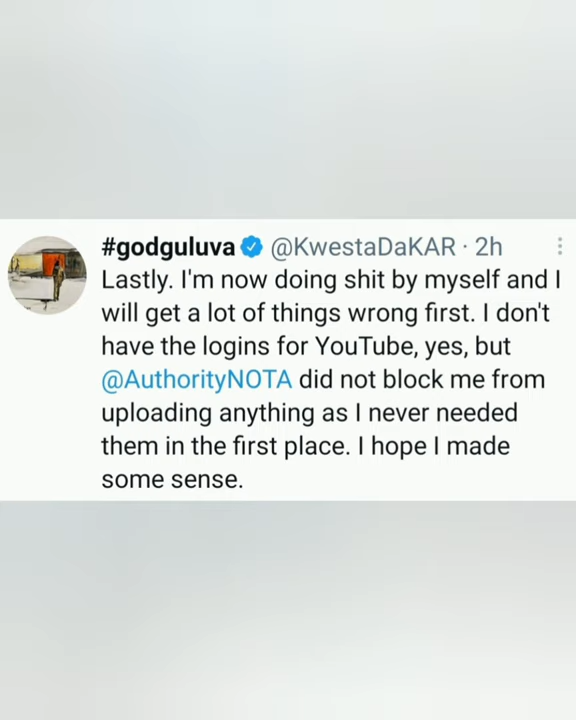 #godguluva @KwestaDaKAR · 2h
Lastly. I'm now doing shit by myself and I
will get a lot of things wrong first. I don't
have the logins for YouTube, yes, but
@AuthorityNOTA did not block me from
uploading anything as I never needed
them in the first place. I hope I made
some sense.